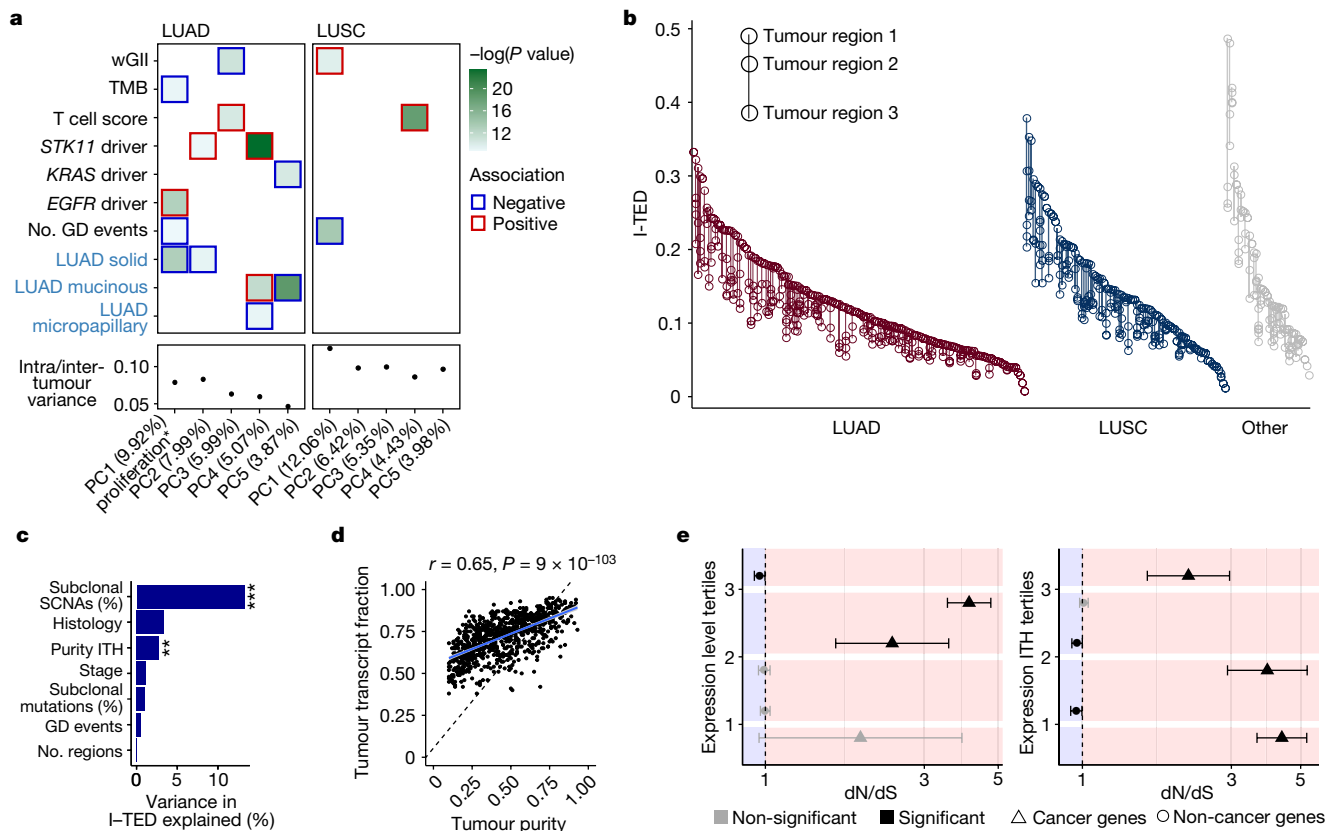 a
LUAD
LUSC
wGII
TMB
T cell score
STK11 driver
KRAS driver
EGFR driver
No. GD events
LUAD solid
LUAD mucinous
LUAD
micropapillary
–log(P value)
20
16
12
Association
Negative
Positive
Intra/inter-
tumour
variance
0.10
0.05
PC1 (9.92%)
proliferation*
PC2 (7.99%)
PC3 (5.99%)
PC4 (5.07%)
PC5 (3.87%)
PC1 (12.06%)
PC2 (6.42%)
PC3 (5.35%)
PC4 (4.43%)
PC5 (3.98%)
b
I-TED
0.5
0.4
0.3
0.2
0.1
0
Tumour region 1
Tumour region 2
Tumour region 3
LUAD
LUSC
Other
c
Subclonal
SCNAs (%)
Histology
Purity ITH
Stage
Subclonal
mutations (%)
GD events
No. regions
***
**
0
5
10
Variance in
I–TED explained (%)
d
r = 0.65, P = 9 × 10⁻¹⁰³
Tumour transcript fraction
1.00
0.75
0.50
0.25
0
0
0.25
0.50
0.75
1.00
Tumour purity
e
Expression level tertiles
3
2
1
1
3
5
dN/dS
Expression ITH tertiles
3
2
1
1
3
5
dN/dS
Non-significant
Significant
Cancer genes
Non-cancer genes